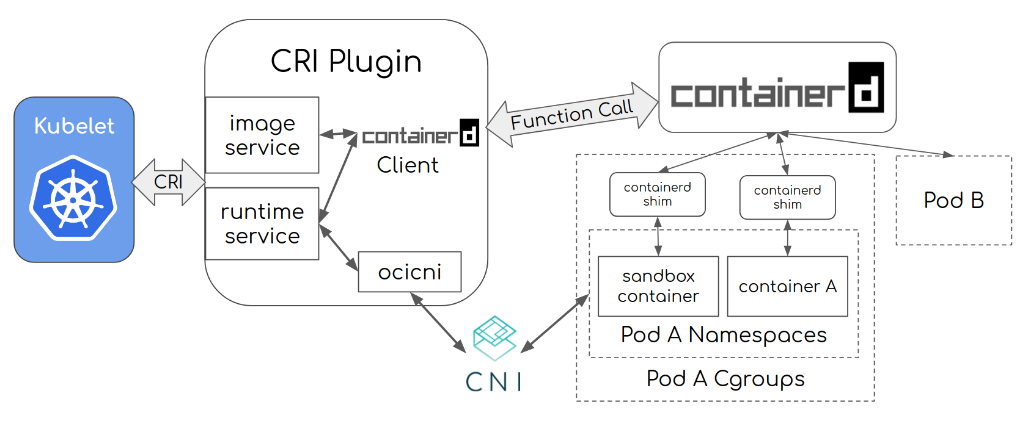 CRI Plugin
Kubelet
CRI
image
service
runtime
service
containerd
Client
ocicni
Function Call
containerd
containerd
shim
containerd
shim
Pod B
sandbox
container
container A
Pod A Namespaces
Pod A Cgroups
CNI